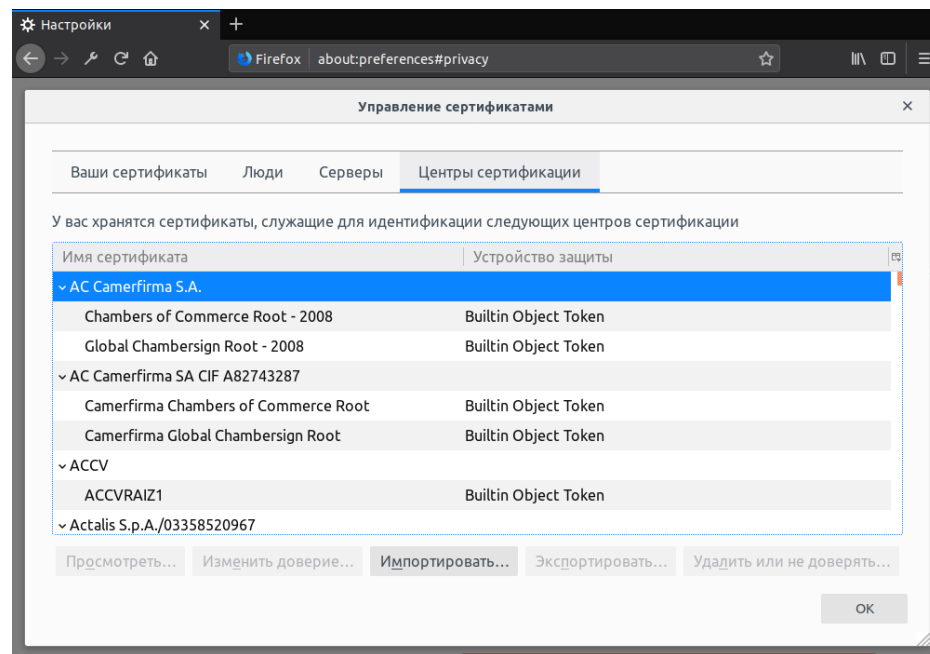 Настройки
Firefox about:preferences#privacy
Управление сертификатами
Ваши сертификаты Люди Серверы Центры сертификации
У вас хранятся сертификаты, служащие для идентификации следующих центров сертификации
Имя сертификата Устройство защиты
AC Camerfirma S.A.
Chambers of Commerce Root - 2008 Builtin Object Token
Global Chambersign Root - 2008 Builtin Object Token
AC Camerfirma SA CIF A82743287
Camerfirma Chambers of Commerce Root Builtin Object Token
Camerfirma Global Chambersign Root Builtin Object Token
ACCV
ACCVRAIZ1 Builtin Object Token
Actalis S.p.A./03358520967
Просмотреть... Изменить доверие... Импортировать... Экспортировать... Удалить или не доверять...
ОК